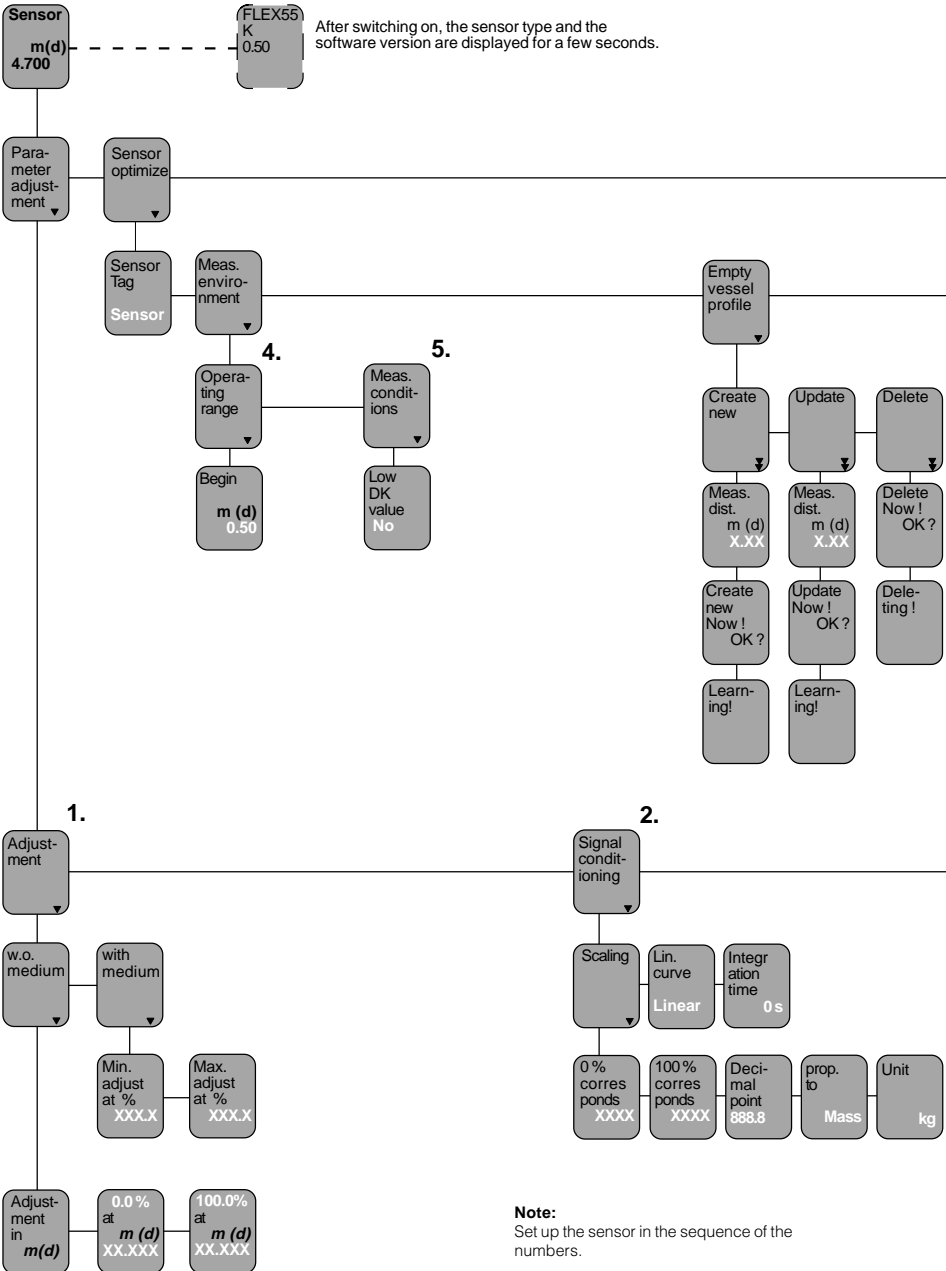 Sensor
m(d)
4.700
FLEX55
K
0.50
After switching on, the sensor type and the
software version are displayed for a few seconds.
Para-
meter
adjust-
ment
Sensor
optimize
Sensor
Tag
Sensor
Meas.
enviro-
nment
Empty
vessel
profile
4.
5.
Opera-
ting
range
Meas.
condit-
ions
Create
new
Update
Delete
Begin
m (d)
0.50
Low
DK
value
No
Meas.
dist.
m (d)
X.XX
Meas.
dist.
m (d)
X.XX
Delete
Now !
OK ?
Create
new
Now !
OK ?
Update
Now !
OK ?
Dele-
ting !
Learn-
ing!
Learn-
ing!
1.
2.
Adjust-
ment
Signal
condit-
ioning
w.o.
medium
with
medium
Scaling
Lin.
curve
Linear
Integr
ation
time
0 s
Min.
adjust
at %
XXX.X
Max.
adjust
at %
XXX.X
0 %
corres
ponds
XXXX
100 %
corres
ponds
XXXX
Deci-
mal
point
888.8
prop.
to
Mass
Unit
kg
Adjust-
ment
in
m(d)
0.0 %
at
m (d)
XX.XXX
100.0%
at
m (d)
XX.XXX
Note:
Set up the sensor in the sequence of the
numbers.